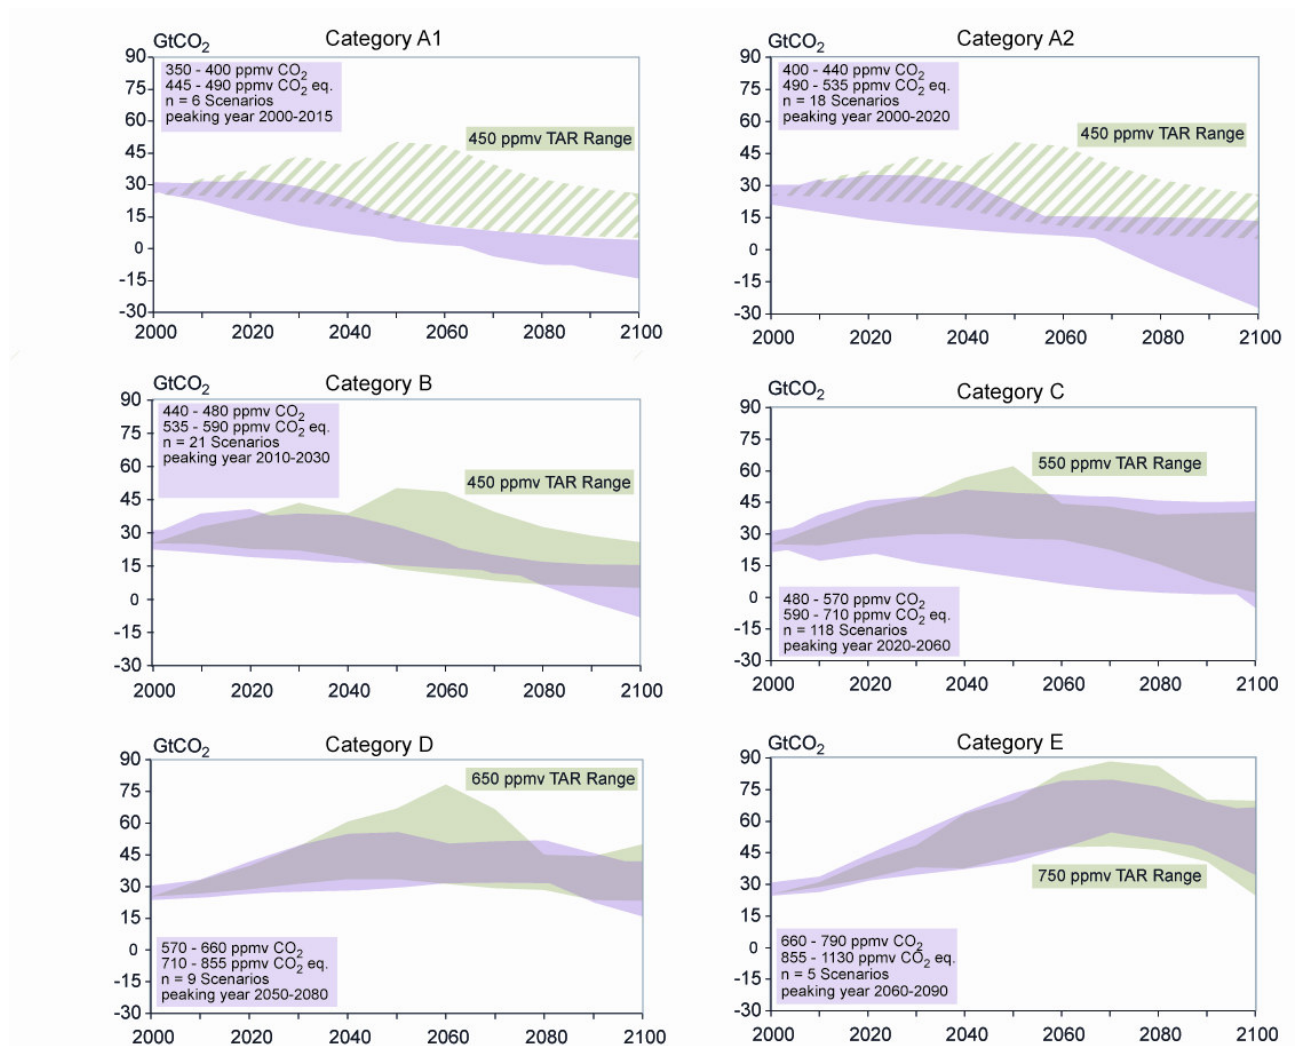 GtCO2
Category A1
90
350 - 400 ppmv CO2
445 - 490 ppmv CO2 eq.
n = 6 Scenarios
peaking year 2000-2015
75
60
450 ppmv TAR Range
45
30
15
0
-15
-30
2000
2020
2040
2060
2080
2100
GtCO2
Category A2
90
400 - 440 ppmv CO2
490 - 535 ppmv CO2 eq.
n = 18 Scenarios
peaking year 2000-2020
75
60
450 ppmv TAR Range
45
30
15
0
-15
-30
2000
2020
2040
2060
2080
2100
GtCO2
Category B
90
440 - 480 ppmv CO2
535 - 590 ppmv CO2 eq.
n = 21 Scenarios
peaking year 2010-2030
75
60
450 ppmv TAR Range
45
30
15
0
-15
-30
2000
2020
2040
2060
2080
2100
GtCO2
Category C
90
75
60
550 ppmv TAR Range
45
30
15
0
480 - 570 ppmv CO2
590 - 710 ppmv CO2 eq.
n = 118 Scenarios
peaking year 2020-2060
-15
-30
2000
2020
2040
2060
2080
2100
GtCO2
Category D
90
650 ppmv TAR Range
75
60
45
30
15
0
570 - 660 ppmv CO2
710 - 855 ppmv CO2 eq.
n = 9 Scenarios
peaking year 2050-2080
-15
-30
2000
2020
2040
2060
2080
2100
GtCO2
Category E
90
75
60
45
750 ppmv TAR Range
30
15
0
660 - 790 ppmv CO2
855 - 1130 ppmv CO2 eq.
n = 5 Scenarios
peaking year 2060-2090
-15
-30
2000
2020
2040
2060
2080
2100